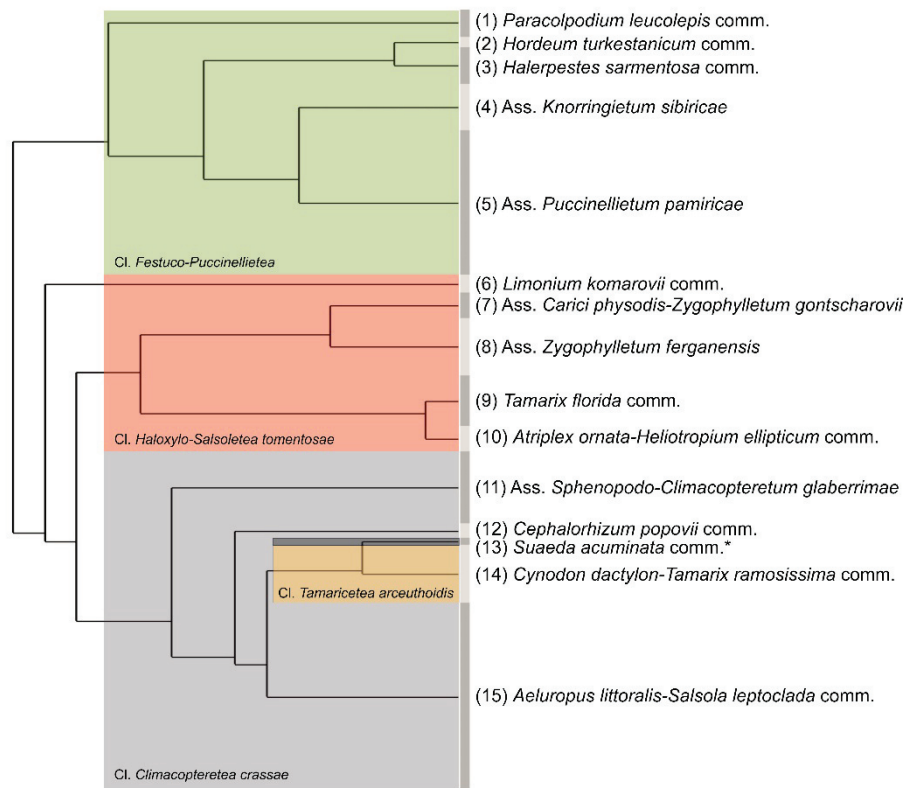 (1) Paracolpodium leucolepis comm.
(2) Hordeum turkestanicum comm.
(3) Halerpestes sarmentosa comm.
(4) Ass. Knorringietum sibiricae
(5) Ass. Puccinellietum pamiricae
Cl. Festuco-Puccinellietea
(6) Limonium komarovii comm.
(7) Ass. Carici physodis-Zygophylletum gontscharovii
(8) Ass. Zygophylletum ferganensis
(9) Tamarix florida comm.
(10) Atriplex ornata-Heliotropium ellipticum comm.
Cl. Haloxylo-Salsoletea tomentosae
(11) Ass. Sphenopodo-Climacopteretum glaberrimae
(12) Cephalorhizum popovii comm.
(13) Suaeda acuminata comm.*
(14) Cynodon dactylon-Tamarix ramosissima comm.
Cl. Tamaricetea arceuthoidis
(15) Aeluropus littoralis-Salsola leptoclada comm.
Cl. Climacopteretea crassae